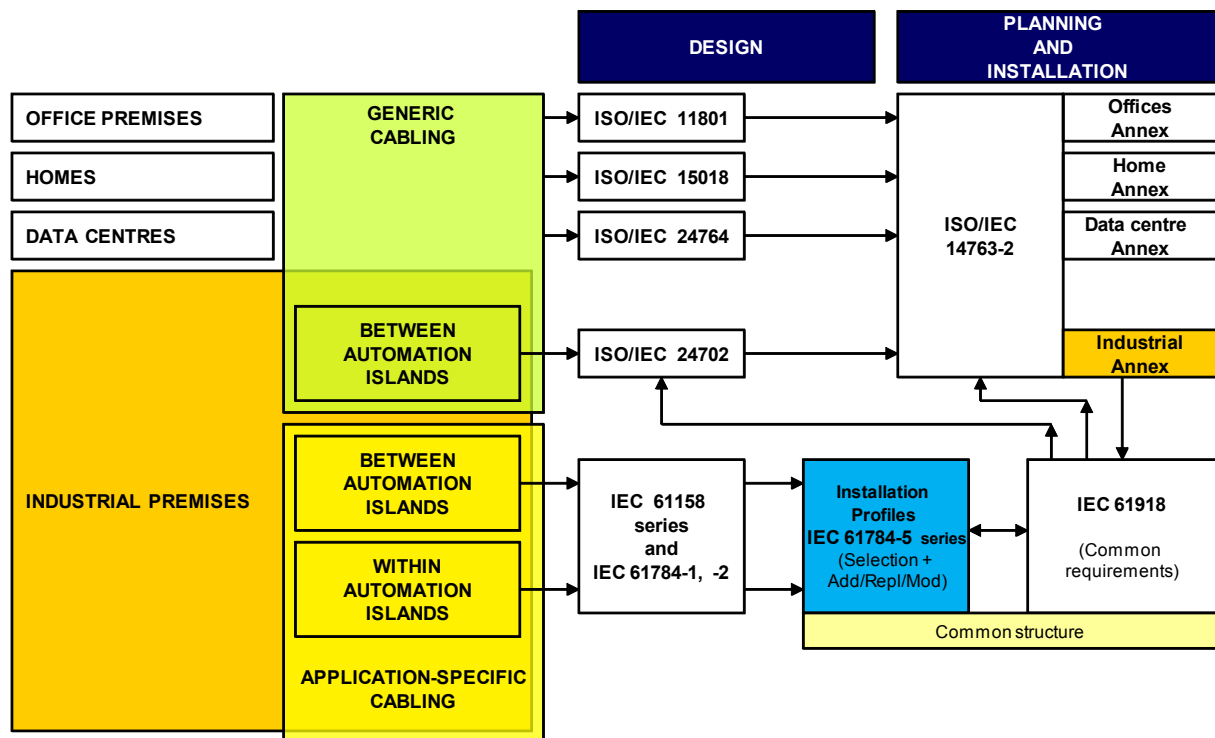 DESIGN
PLANNING
AND
INSTALLATION
OFFICE PREMISES
GENERIC
CABLING
ISO/IEC 11801
Offices
Annex
HOMES
ISO/IEC 15018
Home
Annex
DATA CENTRES
ISO/IEC 24764
ISO/IEC
14763-2
Data centre
Annex
BETWEEN
AUTOMATION
ISLANDS
ISO/IEC 24702
Industrial
Annex
INDUSTRIAL PREMISES
BETWEEN
AUTOMATION
ISLANDS
WITHIN
AUTOMATION
ISLANDS
APPLICATION-SPECIFIC
CABLING
IEC 61158
series
and
IEC 61784-1, -2
Installation
Profiles
IEC 61784-5 series
(Selection +
Add/Repl/Mod)
IEC 61918
(Common
requirements)
Common structure